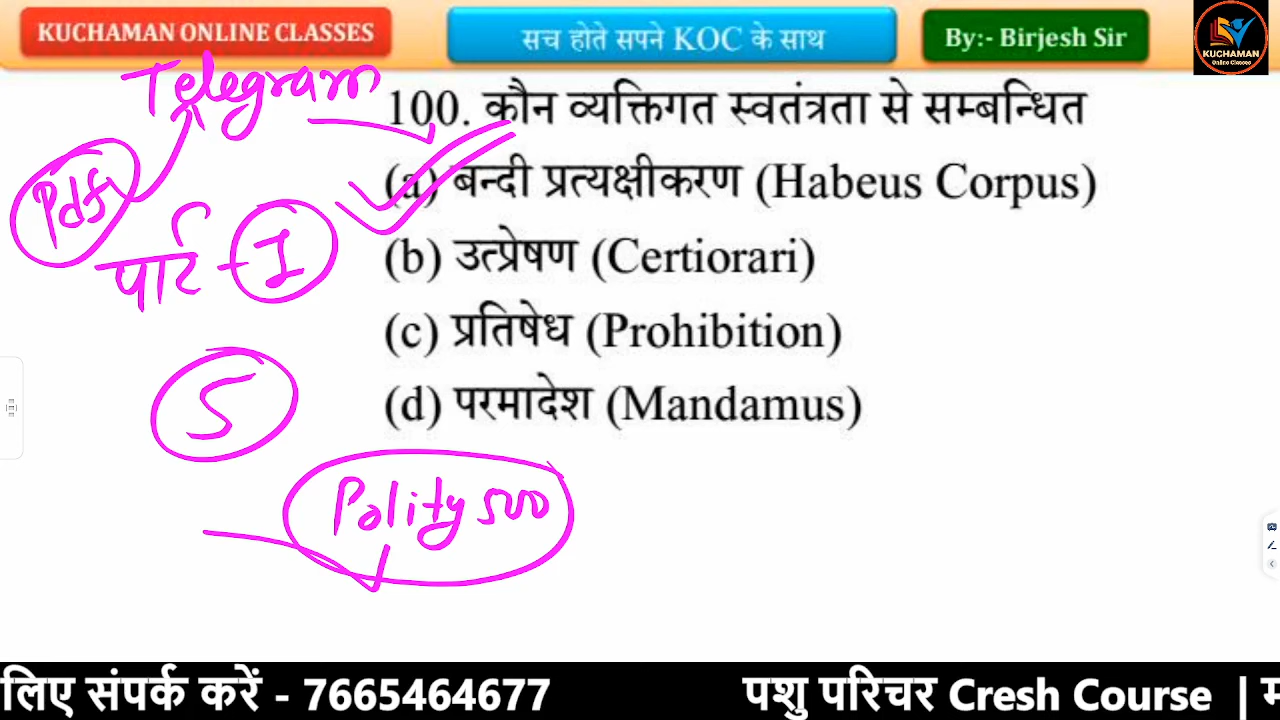 KUCHAMAN ONLINE CLASSES
सच होते सपने KOC के साथ
By:- Birjesh Sir
KUCHAMAN
Online Classes
Telegram
Pdf
पार्ट - I
5
Polity 500
100. कौन व्यक्तिगत स्वतंत्रता से सम्बन्धित
(a) बन्दी प्रत्यक्षीकरण (Habeus Corpus)
(b) उत्प्रेषण (Certiorari)
(c) प्रतिषेध (Prohibition)
(d) परमादेश (Mandamus)
लिए संपर्क करें - 7665464677
पशु परिचर Cresh Course |